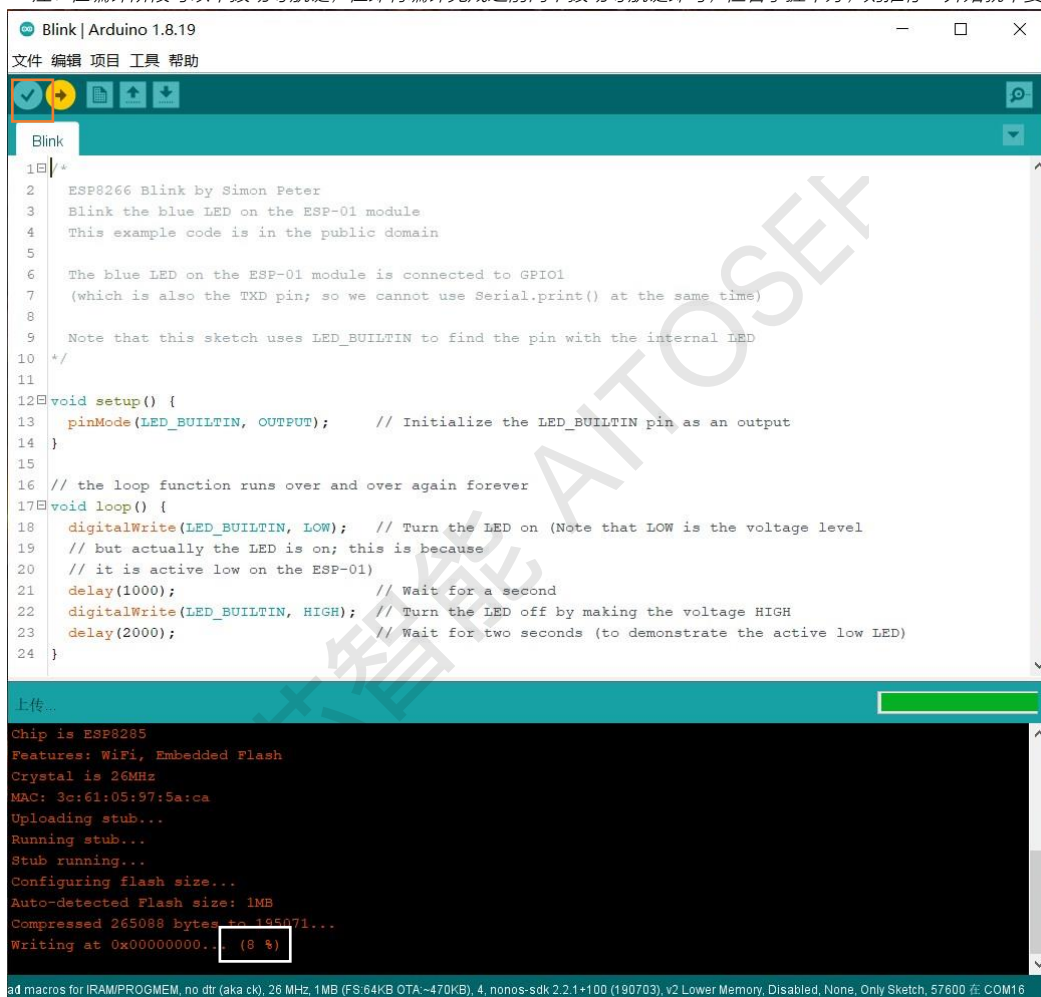 Blink | Arduino 1.8.19
文件 编辑 项目 工具 帮助
Blink
1 /*
2 ESP8266 Blink by Simon Peter
3 Blink the blue LED on the ESP-01 module
4 This example code is in the public domain
5
6 The blue LED on the ESP-01 module is connected to GPIO1
7 (which is also the TXD pin; so we cannot use Serial.print() at the same time)
8
9 Note that this sketch uses LED_BUILTIN to find the pin with the internal LED
10 */
11
12 void setup() {
13 pinMode(LED_BUILTIN, OUTPUT); // Initialize the LED_BUILTIN pin as an output
14 }
15
16 // the loop function runs over and over again forever
17 void loop() {
18 digitalWrite(LED_BUILTIN, LOW); // Turn the LED on (Note that LOW is the voltage level
19 // but actually the LED is on; this is because
20 // it is active low on the ESP-01)
21 delay(1000); // Wait for a second
22 digitalWrite(LED_BUILTIN, HIGH); // Turn the LED off by making the voltage HIGH
23 delay(2000); // Wait for two seconds (to demonstrate the active low LED)
24 }
智能 AITOSE
上传...
Chip is ESP8285
Features: WiFi, Embedded Flash
Crystal is 26MHz
MAC: 3c:61:05:97:5a:ca
Uploading stub...
Running stub...
Stub running...
Configuring flash size...
Auto-detected Flash size: 1MB
Compressed 265088 bytes to 195071...
Writing at 0x00000000... (8 %)
ad macros for IRAM/PROGMEM, no dtr (aka ck), 26 MHz, 1MB (FS:64KB OTA:~470KB), 4, nonos-sdk 2.2.1+100 (190703), v2 Lower Memory, Disabled, None, Only Sketch, 57600 在 COM16